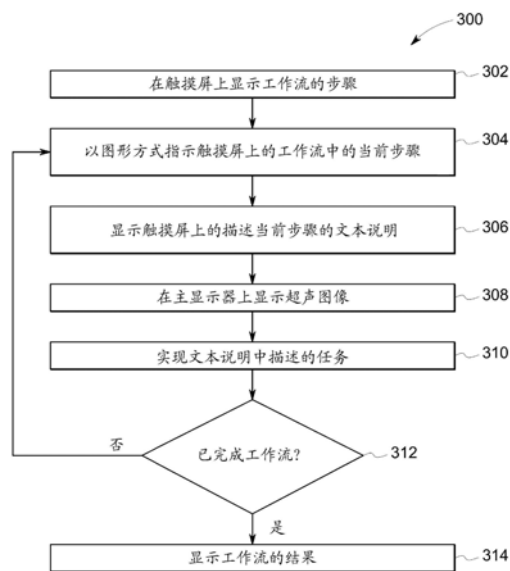 300
在触摸屏上显示工作流的步骤
302
以图形方式指示触摸屏上的工作流中的当前步骤
304
显示触摸屏上的描述当前步骤的文本说明
306
在主显示器上显示超声图像
308
实现文本说明中描述的任务
310
否
已完成工作流?
312
是
显示工作流的结果
314